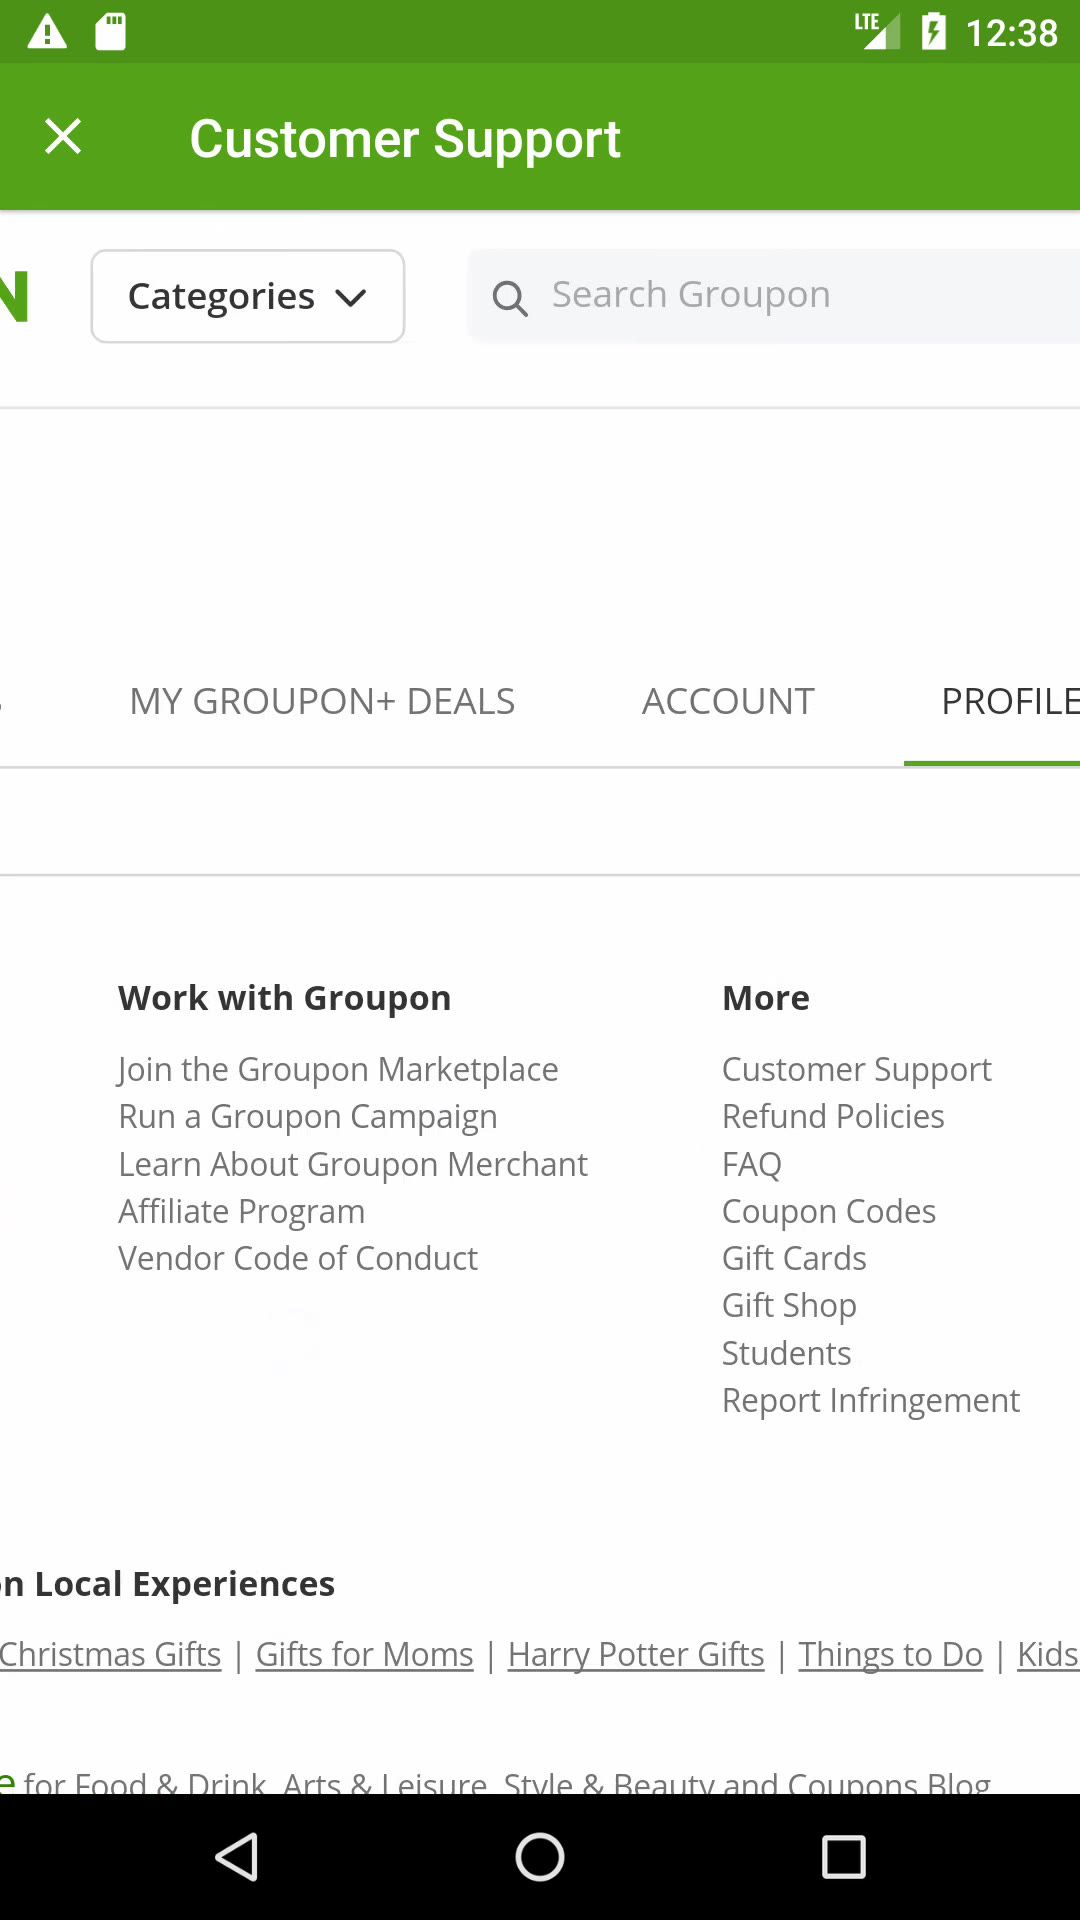 LTE 12:38
Customer Support
N Categories Search Groupon
MY GROUPON+ DEALS ACCOUNT PROFILE
Work with Groupon
Join the Groupon Marketplace
Run a Groupon Campaign
Learn About Groupon Merchant
Affiliate Program
Vendor Code of Conduct
More
Customer Support
Refund Policies
FAQ
Coupon Codes
Gift Cards
Gift Shop
Students
Report Infringement
on Local Experiences
Christmas Gifts | Gifts for Moms | Harry Potter Gifts | Things to Do | Kids
e for Food & Drink, Arts & Leisure, Style & Beauty and Coupons Blog